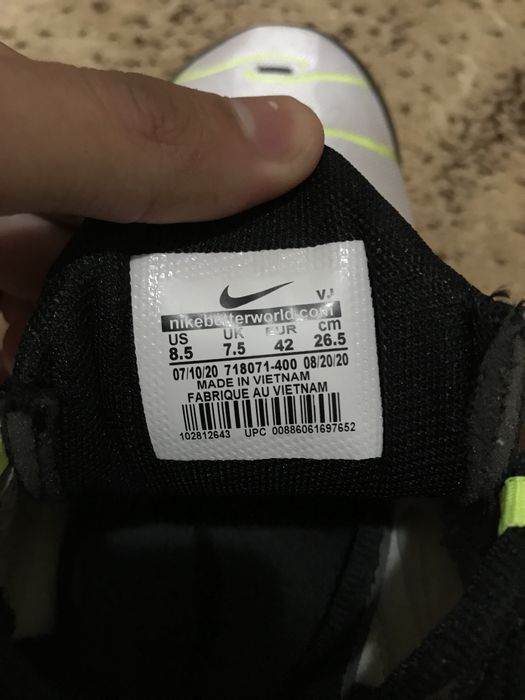 VJ
nikebetterworld.com
US UK EUR cm
8.5 7.5 42 26.5
07/10/20 718071-400 08/20/20
MADE IN VIETNAM
FABRIQUE AU VIETNAM
102812643 UPC 00886061697652